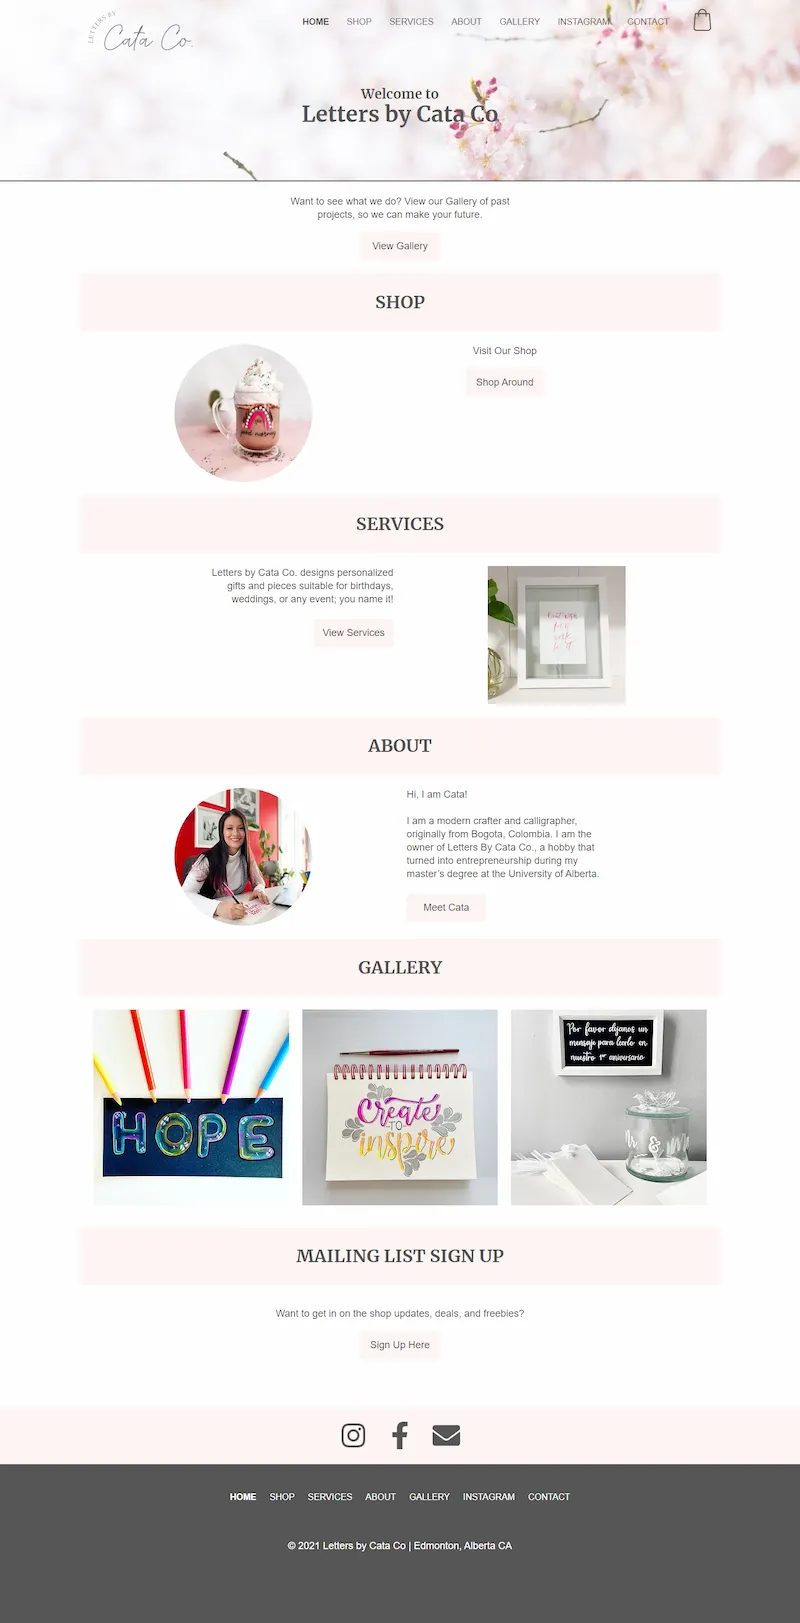 LETTERS BY
Cata Co.
HOME SHOP SERVICES ABOUT GALLERY INSTAGRAM CONTACT
Welcome to
Letters by Cata Co
Want to see what we do? View our Gallery of past
projects, so we can make your future.
View Gallery
SHOP
good morning
Visit Our Shop
Shop Around
SERVICES
Letters by Cata Co. designs personalized
gifts and pieces suitable for birthdays,
weddings, or any event; you name it!
View Services
ABOUT
Hi, I am Cata!
I am a modern crafter and calligrapher,
originally from Bogota, Colombia. I am the
owner of Letters By Cata Co., a hobby that
turned into entrepreneurship during my
master's degree at the University of Alberta.
Meet Cata
GALLERY
HOPE
Create
TO
inspire
Por favor dijanos un
mensaje para leerlo en
nuestro 1er aniversario
Mr & Mrs
MAILING LIST SIGN UP
Want to get in on the shop updates, deals, and freebies?
Sign Up Here
HOME SHOP SERVICES ABOUT GALLERY INSTAGRAM CONTACT
© 2021 Letters by Cata Co | Edmonton, Alberta CA